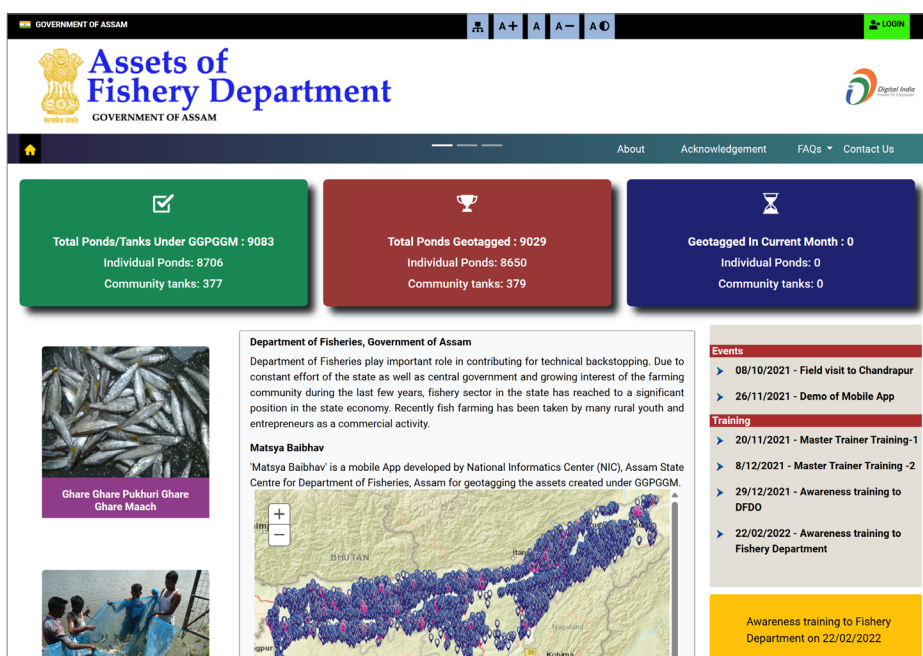 GOVERNMENT OF ASSAM
A+ A A− A
LOGIN
Assets of
Fishery Department
GOVERNMENT OF ASSAM
सत्यमेव जयते
Digital India
Power To Empower
About Acknowledgement FAQs Contact Us
Total Ponds/Tanks Under GGPGGM : 9083
Individual Ponds: 8706
Community tanks: 377
Total Ponds Geotagged : 9029
Individual Ponds: 8650
Community tanks: 379
Geotagged In Current Month : 0
Individual Ponds: 0
Community tanks: 0
Ghare Ghare Pukhuri Ghare
Ghare Maach
Department of Fisheries, Government of Assam
Department of Fisheries play important role in contributing for technical backstopping. Due to
constant effort of the state as well as central government and growing interest of the farming
community during the last few years, fishery sector in the state has reached to a significant
position in the state economy. Recently fish farming has been taken by many rural youth and
entrepreneurs as a commercial activity.
Matsya Baibhav
'Matsya Baibhav' is a mobile App developed by National Informatics Center (NIC), Assam State
Centre for Department of Fisheries, Assam for geotagging the assets created under GGPGGM.
+
−
BHUTAN
Nagaland
Kohima
Events
08/10/2021 - Field visit to Chandrapur
26/11/2021 - Demo of Mobile App
Training
20/11/2021 - Master Trainer Training-1
8/12/2021 - Master Trainer Training -2
29/12/2021 - Awareness training to
DFDO
22/02/2022 - Awareness training to
Fishery Department
Awareness training to Fishery
Department on 22/02/2022